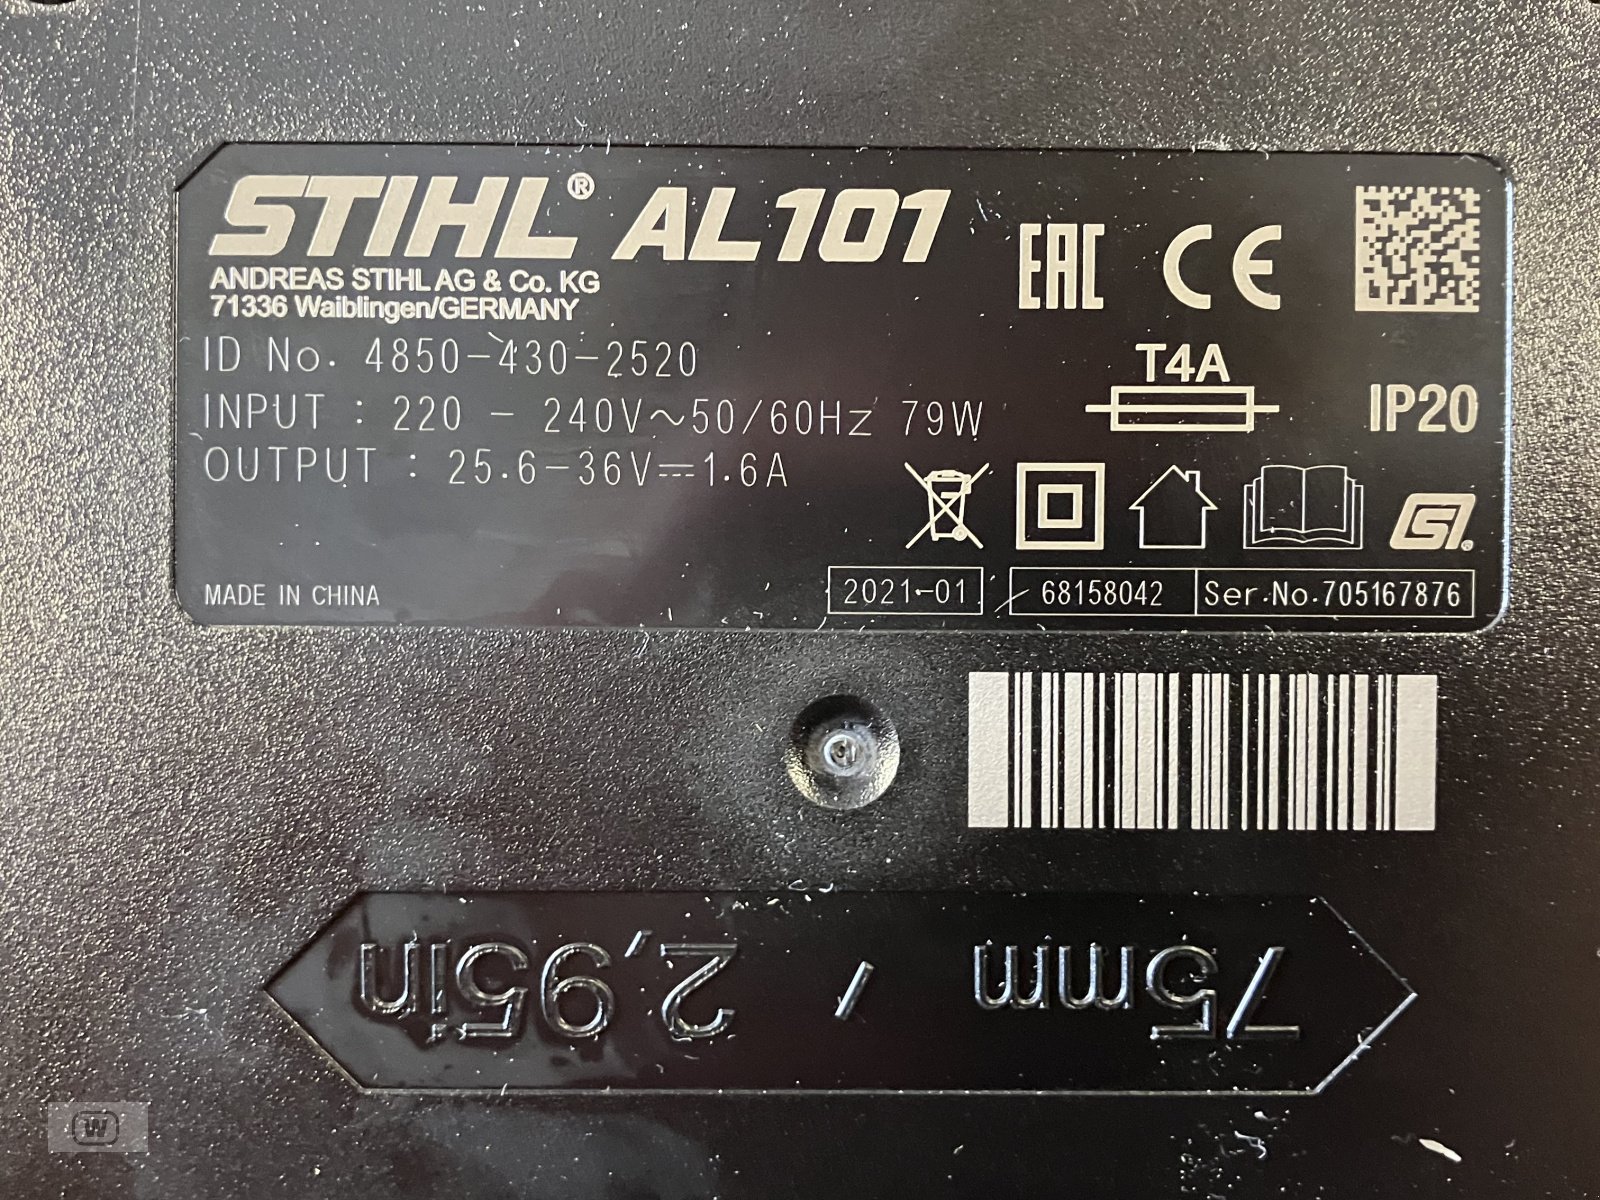 STIHL® AL101
ANDREAS STIHL AG & Co. KG
71336 Waiblingen/GERMANY
ID No. 4850-430-2520
INPUT : 220 - 240V~50/60Hz 79W
OUTPUT : 25.6-36V⎓1.6A
EAC CE
T4A
IP20
GS
MADE IN CHINA
2021-01
68158042
Ser.No.705167876
75mm / 2,95in
W